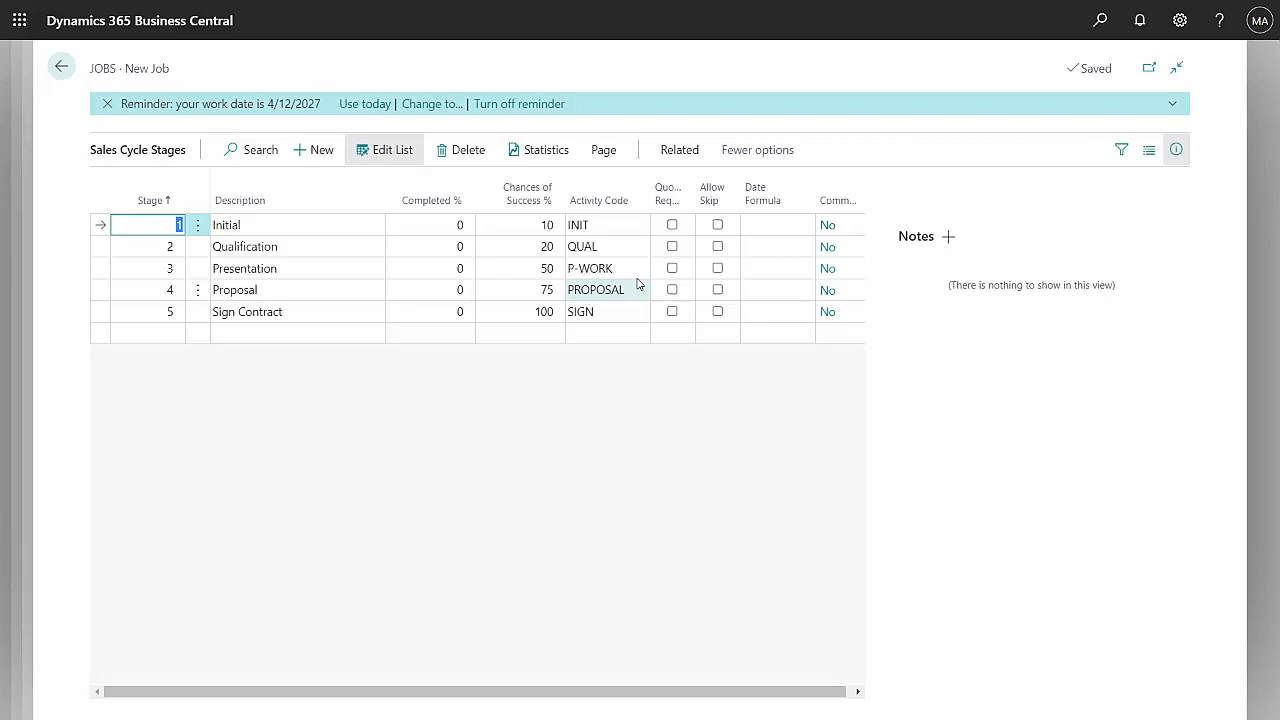 Dynamics 365 Business Central
MA
JOBS · New Job
Saved
Reminder: your work date is 4/12/2027 Use today | Change to... | Turn off reminder
Sales Cycle Stages Search New Edit List Delete Statistics Page Related Fewer options
Stage↑ Description Completed % Chances of Success % Activity Code Quo... Req... Allow Skip Date Formula Comm...
1 Initial 0 10 INIT No
2 Qualification 0 20 QUAL No
3 Presentation 0 50 P-WORK No
4 Proposal 0 75 PROPOSAL No
5 Sign Contract 0 100 SIGN No
Notes
(There is nothing to show in this view)